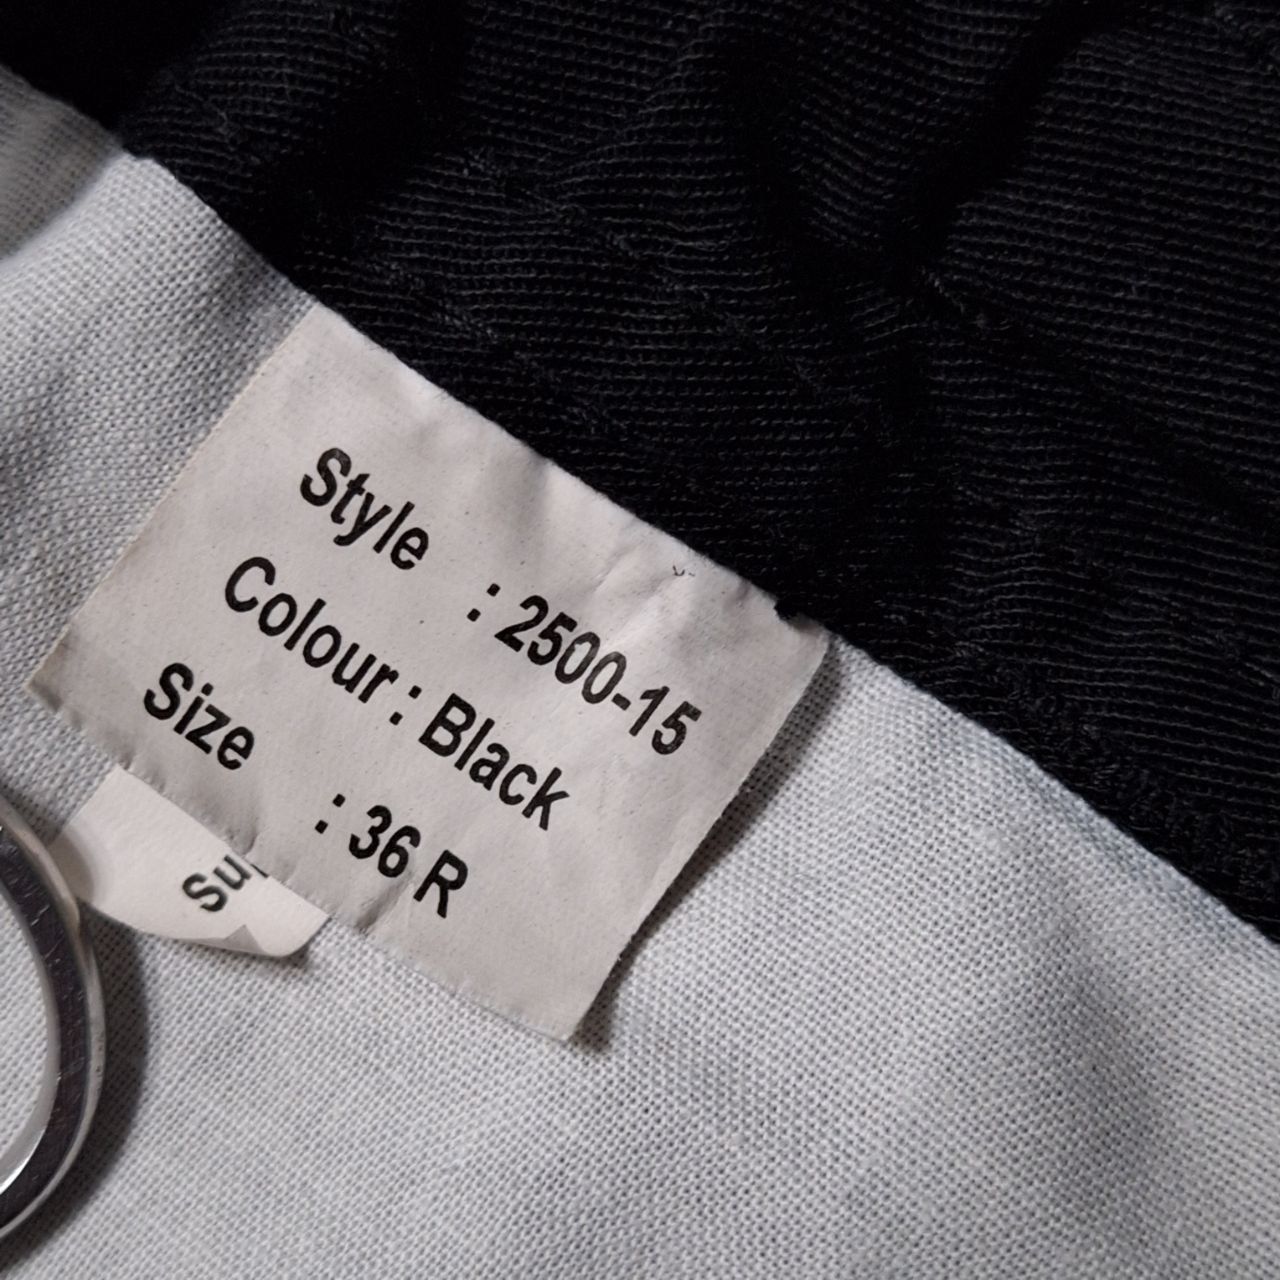 Style : 2500-15
Colour : Black
Size : 36 R